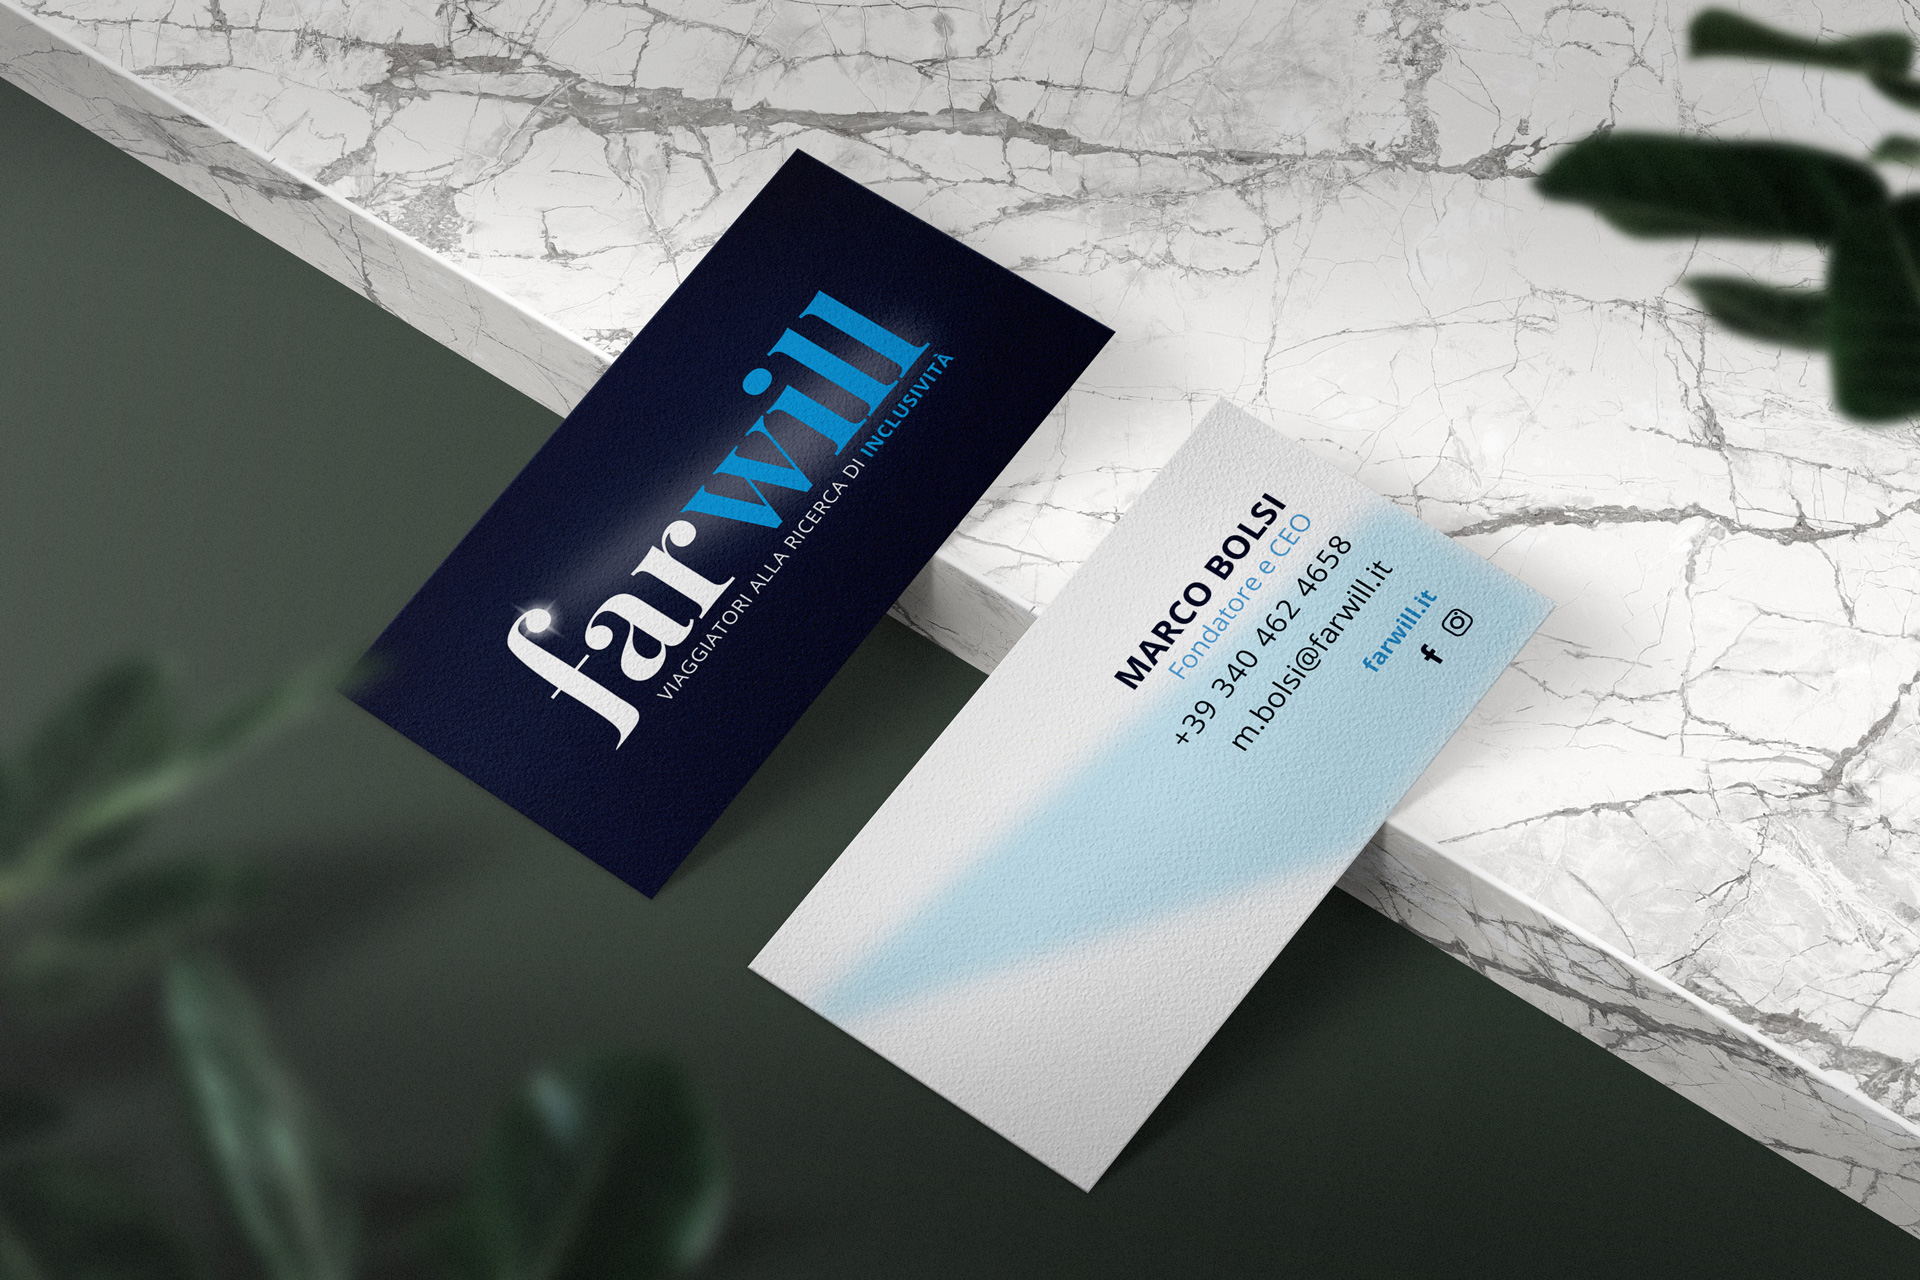 farwill
VIAGGIATORI ALLA RICERCA DI INCLUSIVITÀ
MARCO BOLSI
Fondatore e CEO
+39 340 462 4658
m.bolsi@farwill.it
farwill.it